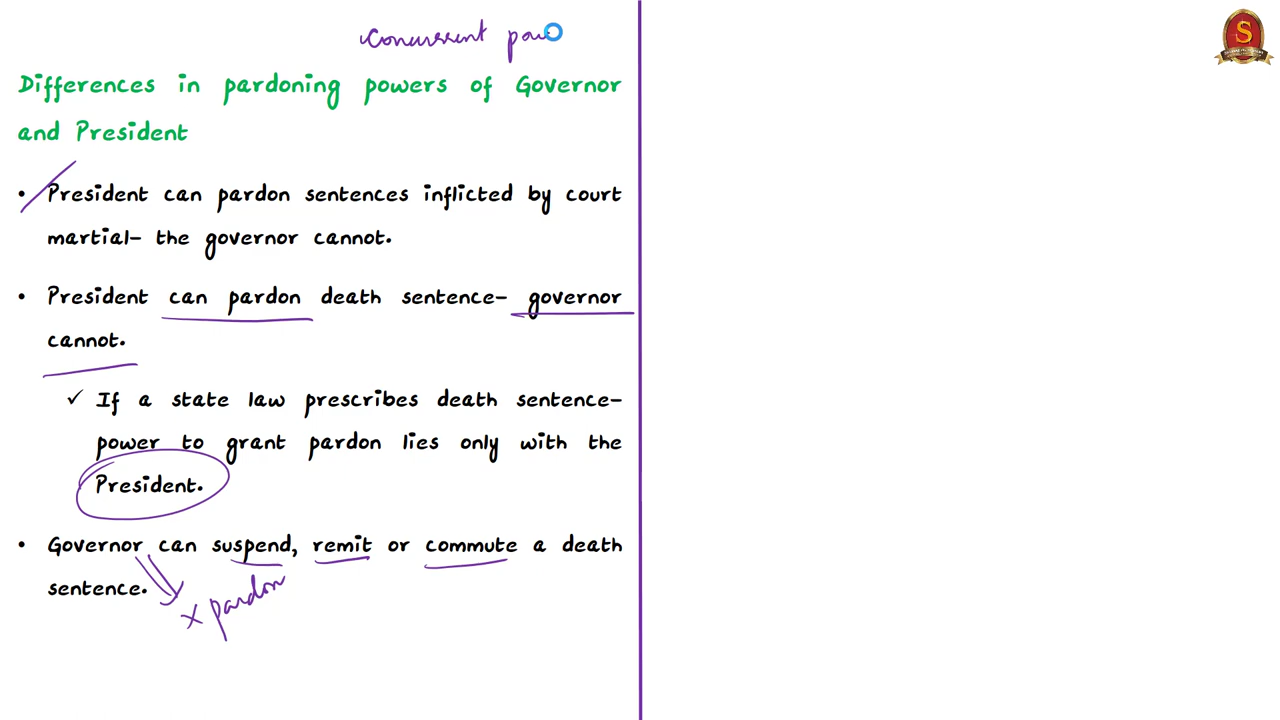 Concurrent pow
Differences in pardoning powers of Governor
and President
• President can pardon sentences inflicted by court
martial- the governor cannot.
• President can pardon death sentence- governor
cannot.
✓ If a state law prescribes death sentence-
power to grant pardon lies only with the
President.
• Governor can suspend, remit or commute a death
sentence.
x pardon
S